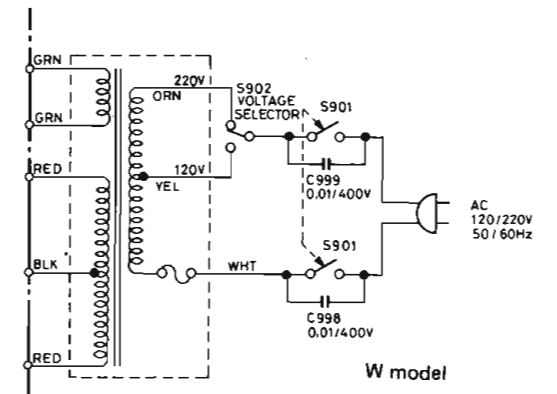 GRN
GRN
RED
BLK
RED
220V
ORN
120V
YEL
WHT
S902
VOLTAGE
SELECTOR
S901
C999
0.01/400V
S901
C998
0.01/400V
AC
120/220V
50/60Hz
W model